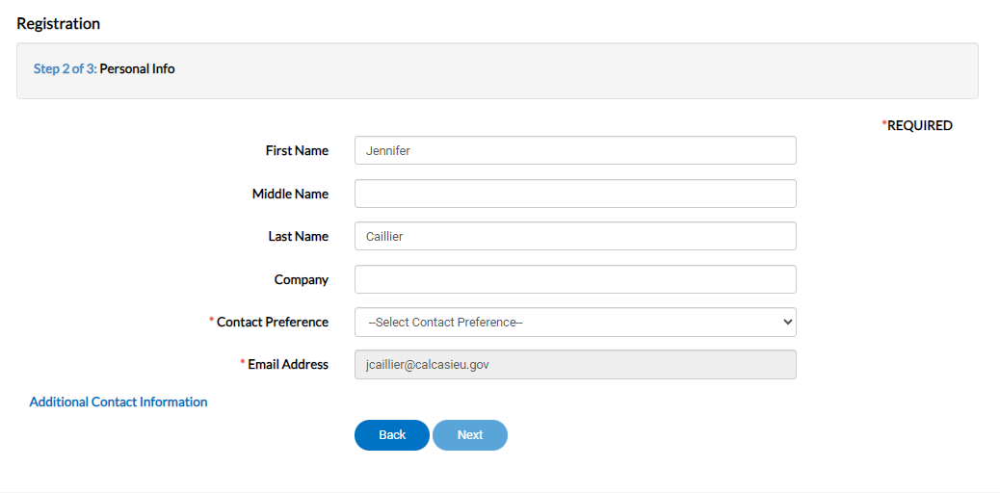 Registration
Step 2 of 3: Personal Info
*REQUIRED
First Name Jennifer
Middle Name
Last Name Caillier
Company
* Contact Preference --Select Contact Preference--
* Email Address jcaillier@calcasieu.gov
Additional Contact Information
Back Next